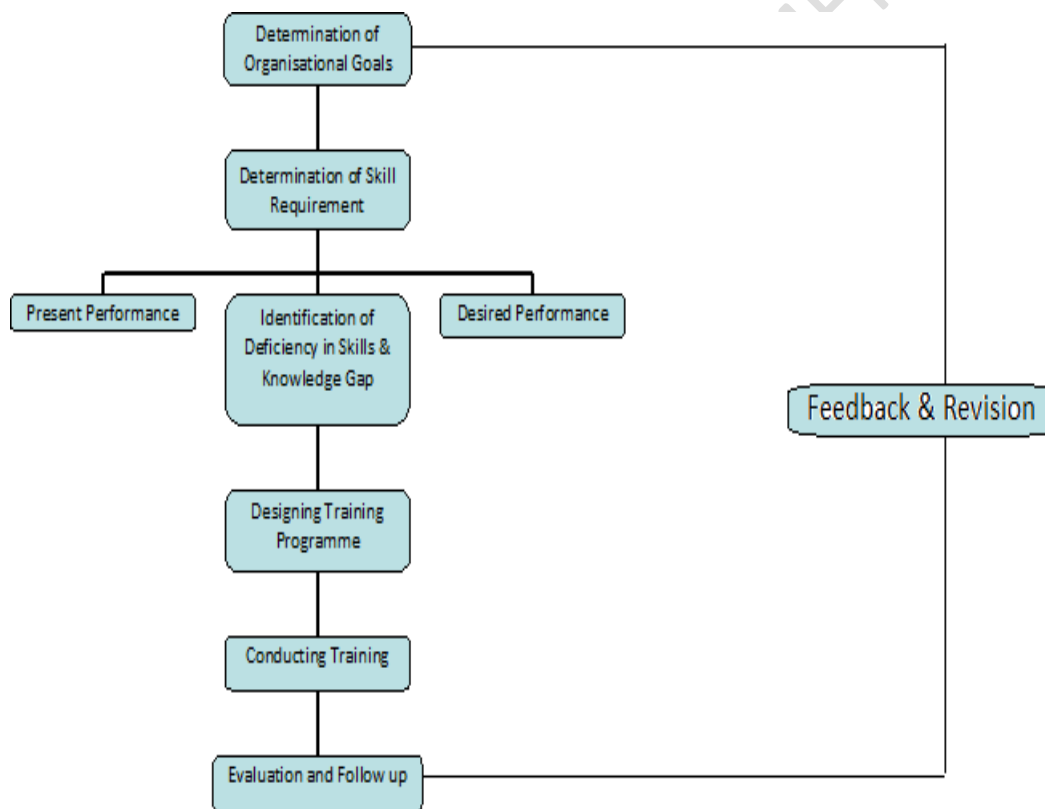 Determination of
Organisational Goals
Determination of Skill
Requirement
Present Performance
Identification of
Deficiency in Skills &
Knowledge Gap
Desired Performance
Feedback & Revision
Designing Training
Programme
Conducting Training
Evaluation and Follow up